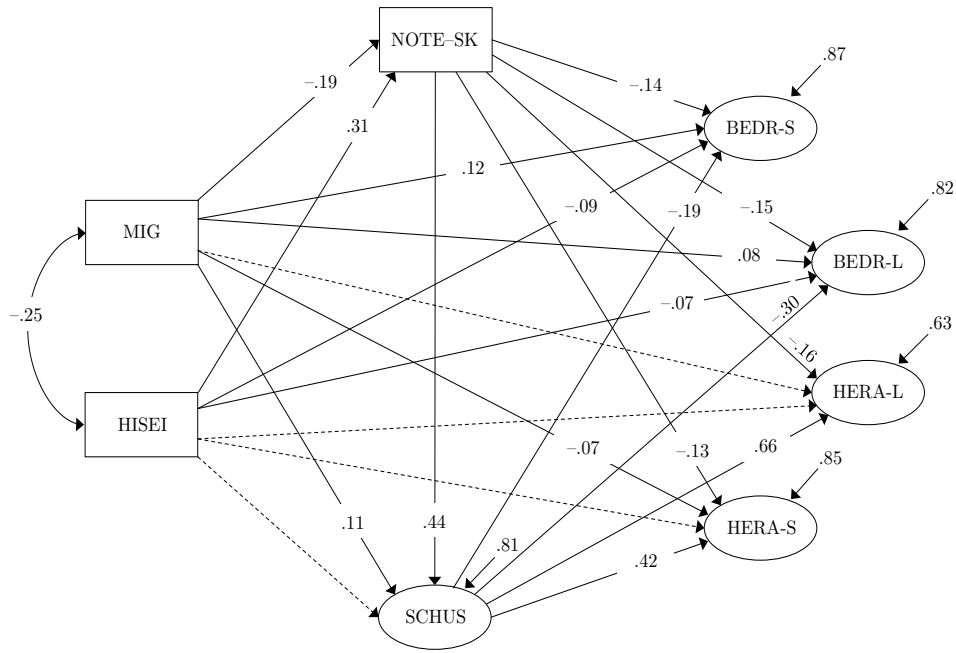 NOTE–SK
.87
–.19
–.14
BEDR-S
.31
.12
.82
–.09
–.19
–.15
MIG
.08
BEDR-L
–.25
–.07
–.30
.63
–.16
HERA-L
HISEI
–.07
–.13
.66
.85
.11
.44
HERA-S
.81
.42
SCHUS